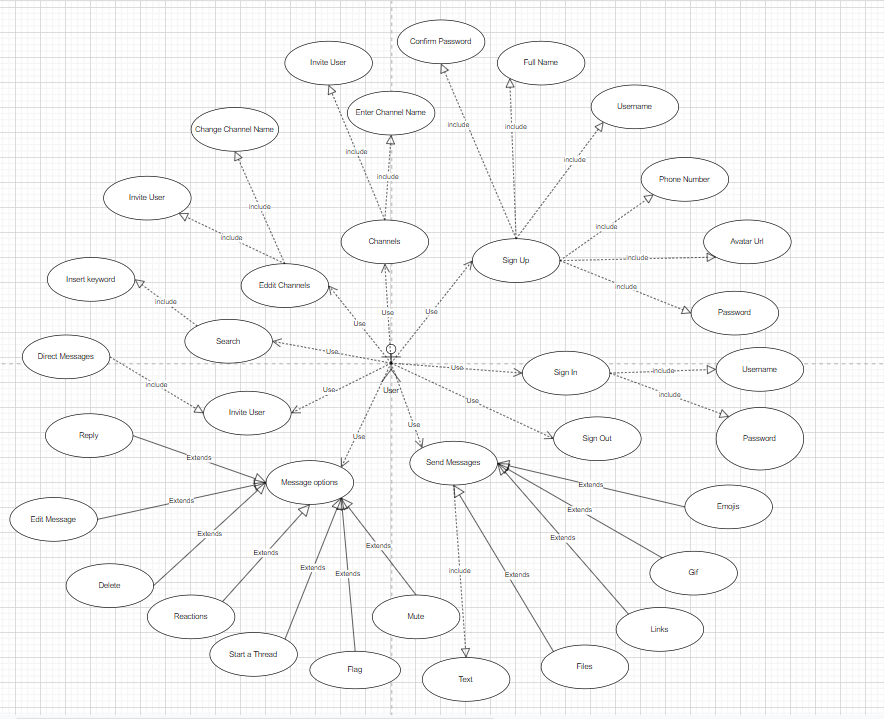 Confirm Password
Invite User
Full Name
Enter Channel Name
Username
Change Channel Name
include
include
include
include
include
Phone Number
Invite User
include
include
include
Channels
Avatar Url
include
Sign Up
include
Insert keyword
Eddit Channels
include
include
Password
Use
Use
Use
Search
Use
Direct Messages
User
Use
Sign In
include
Username
include
Use
Use
include
Invite User
Use
Use
Reply
Sign Out
Password
Extends
Message options
Send Messages
Extends
Extends
Emojis
Edit Message
Extends
Extends
Extends
Extends
Extends
Extends
Extends
include
Extends
Gif
Delete
Reactions
Mute
Links
Start a Thread
Flag
Text
Files